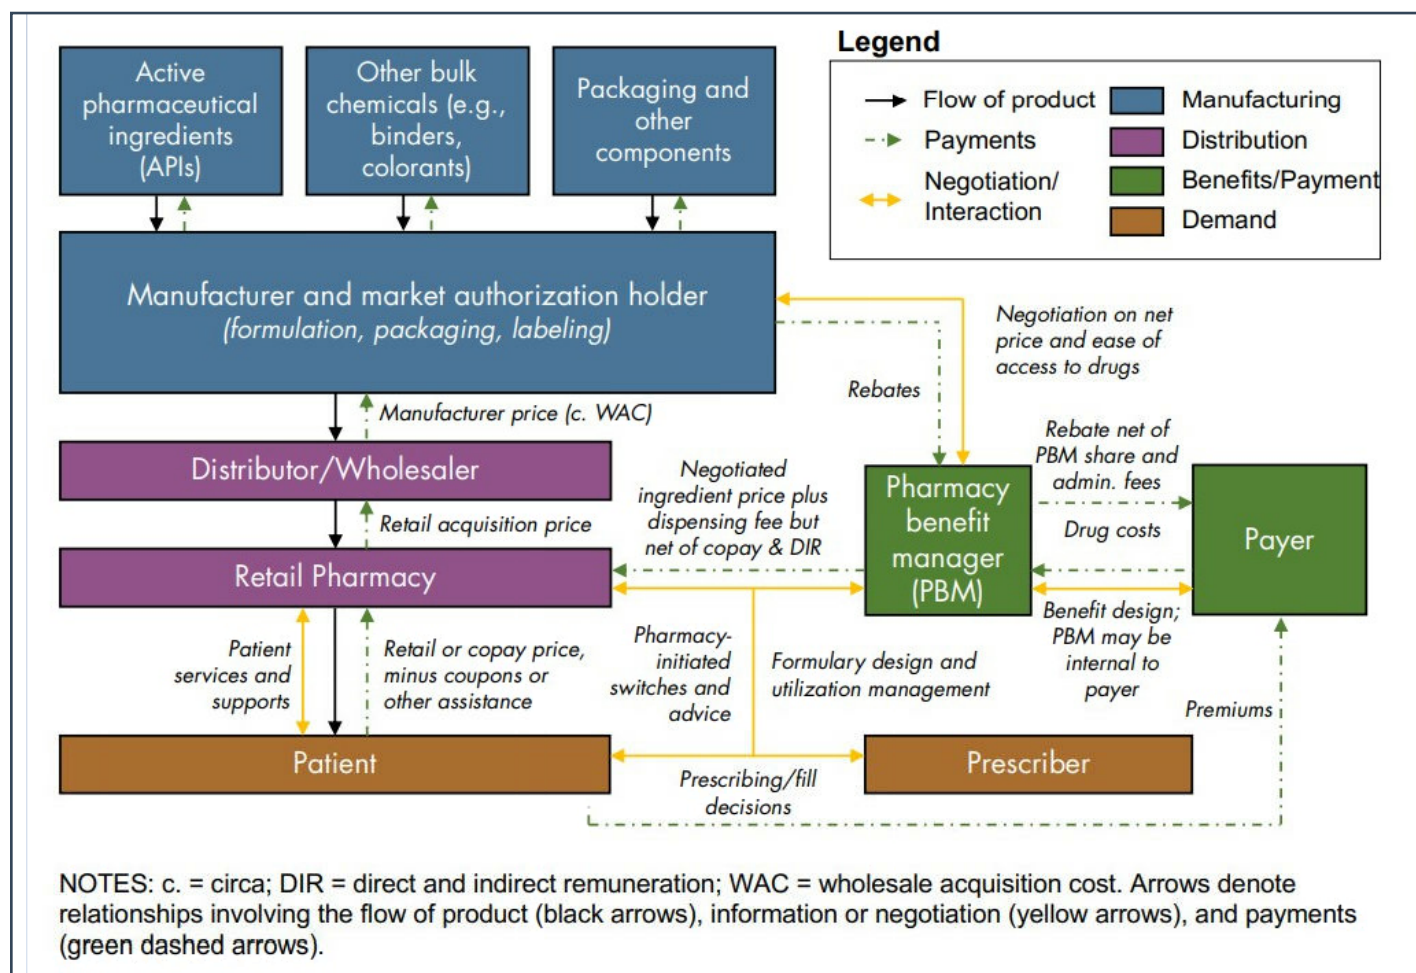 Legend
Flow of product
Payments
Negotiation/
Interaction
Manufacturing
Distribution
Benefits/Payment
Demand
Active
pharmaceutical
ingredients
(APIs)
Other bulk
chemicals (e.g.,
binders,
colorants)
Packaging and
other
components
Manufacturer and market authorization holder
(formulation, packaging, labeling)
Negotiation on net
price and ease of
access to drugs
Rebates
Manufacturer price (c. WAC)
Distributor/Wholesaler
Retail acquisition price
Negotiated
ingredient price plus
dispensing fee but
net of copay & DIR
Pharmacy
benefit
manager
(PBM)
Rebate net of
PBM share and
admin. fees
Drug costs
Payer
Retail Pharmacy
Patient
services and
supports
Retail or copay price,
minus coupons or
other assistance
Pharmacy-
initiated
switches and
advice
Formulary design and
utilization management
Benefit design;
PBM may be
internal to
payer
Premiums
Patient
Prescribing/fill
decisions
Prescriber
NOTES: c. = circa; DIR = direct and indirect remuneration; WAC = wholesale acquisition cost. Arrows denote
relationships involving the flow of product (black arrows), information or negotiation (yellow arrows), and payments
(green dashed arrows).